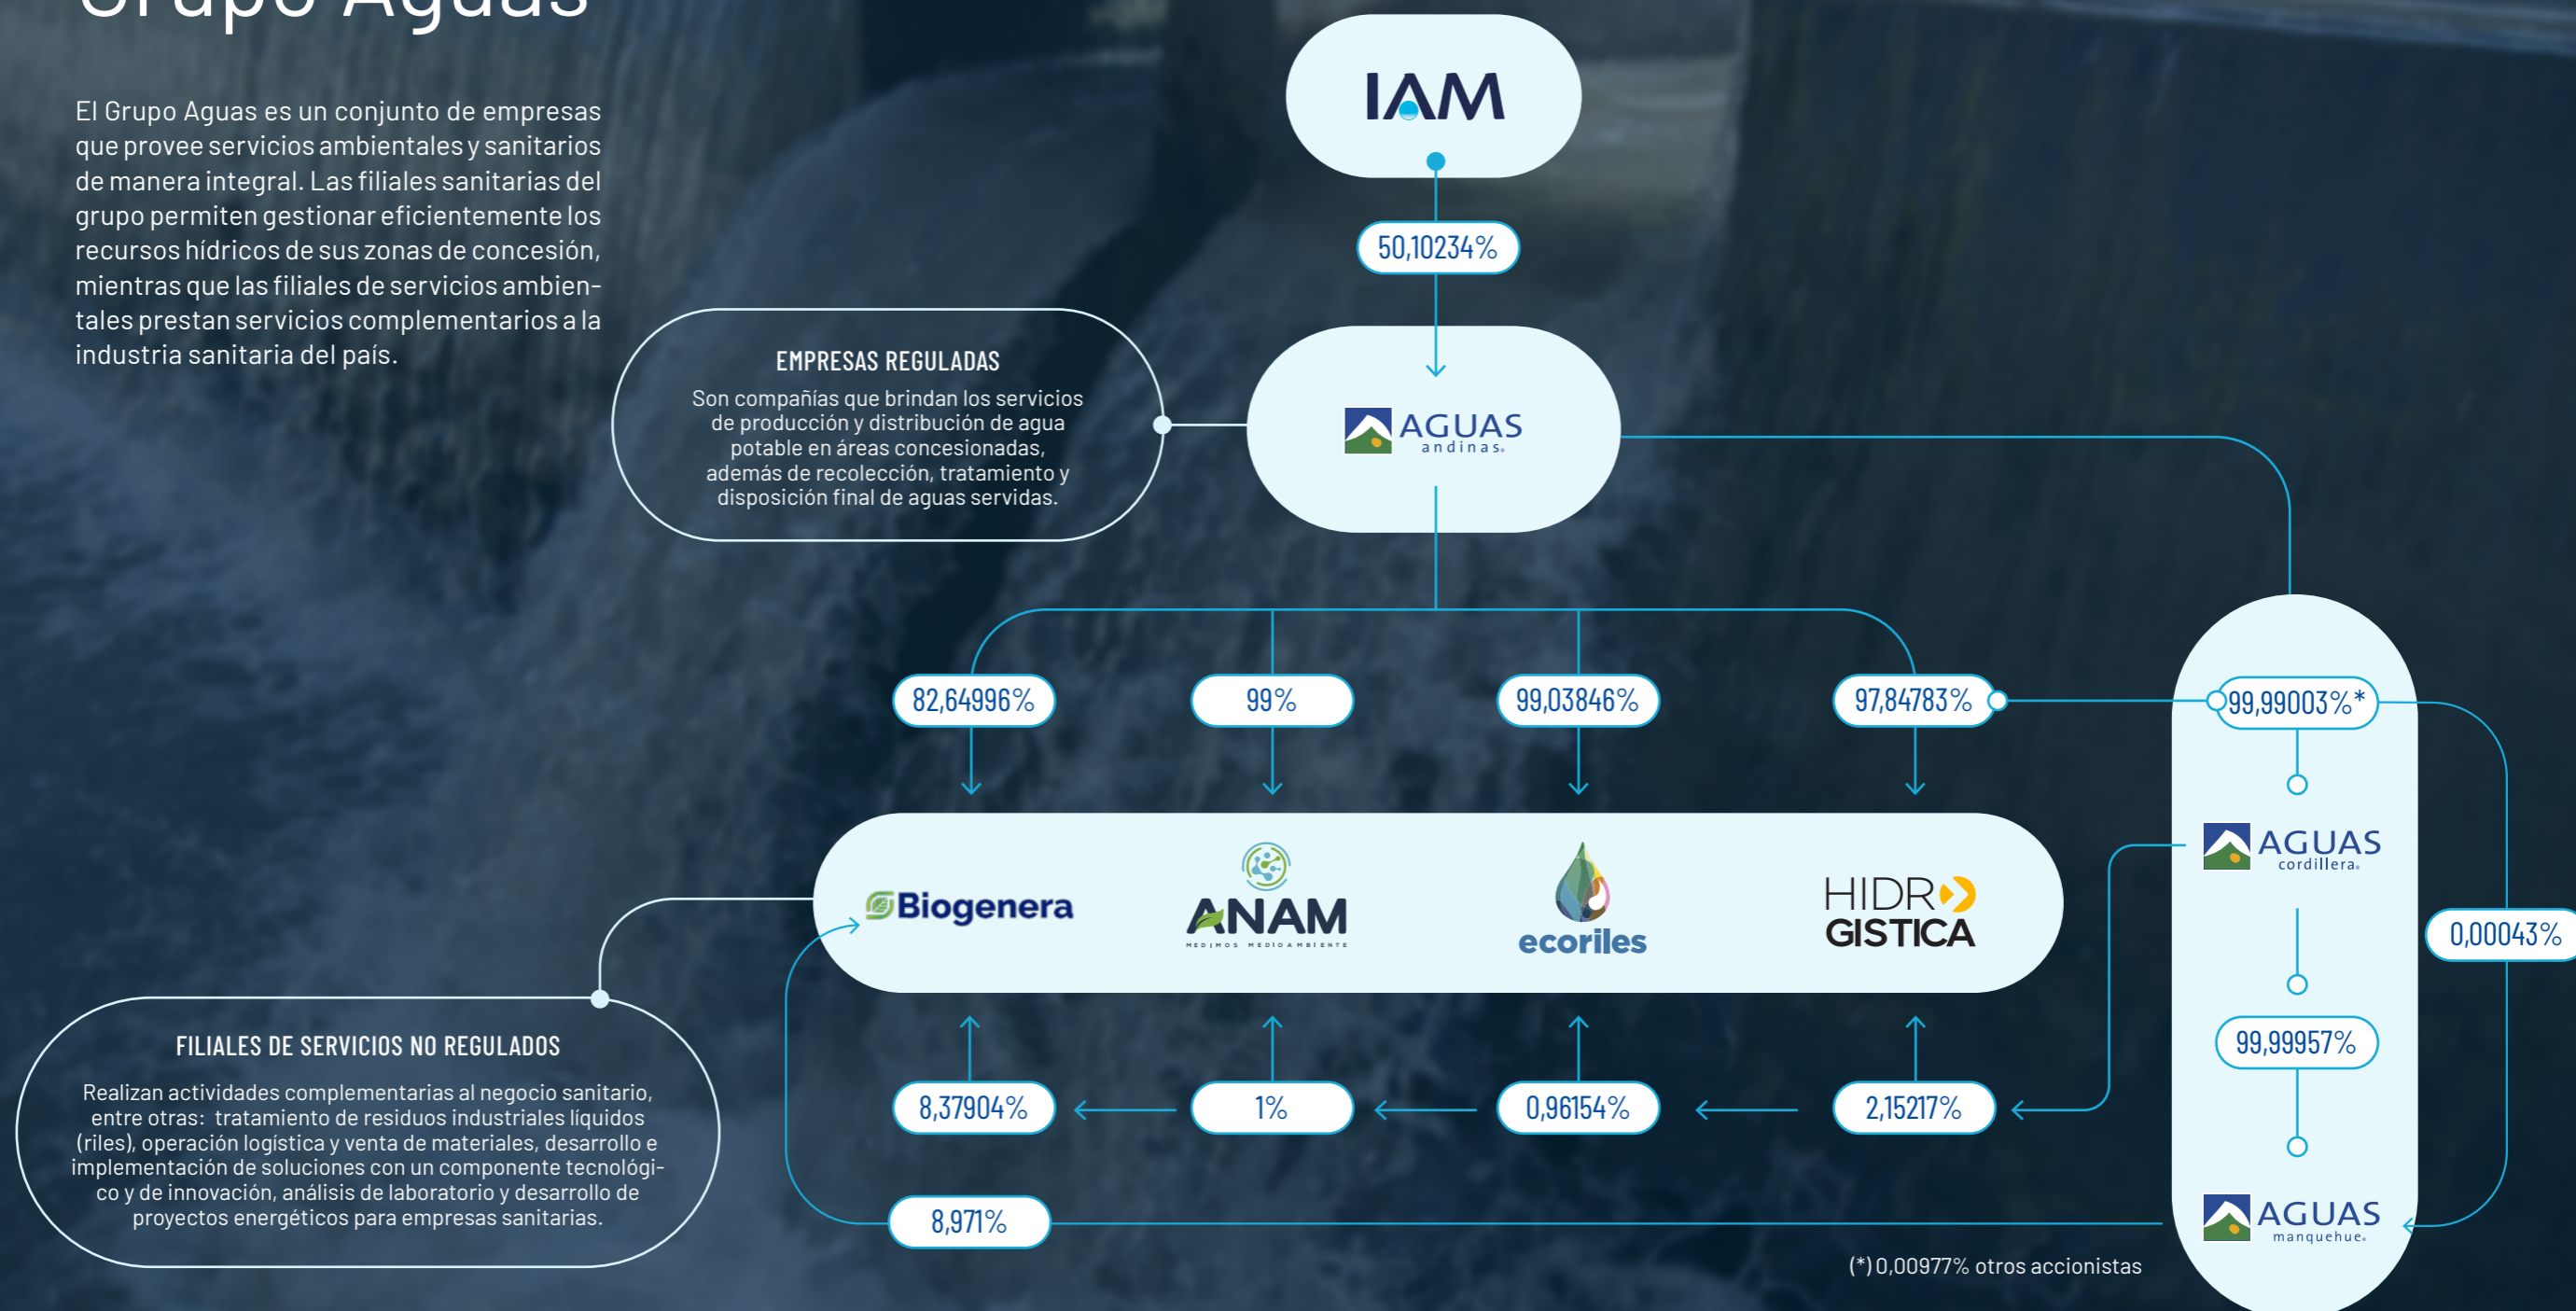 Grupo Aguas
El Grupo Aguas es un conjunto de empresas
que provee servicios ambientales y sanitarios
de manera integral. Las filiales sanitarias del
grupo permiten gestionar eficientemente los
recursos hídricos de sus zonas de concesión,
mientras que las filiales de servicios ambien-
tales prestan servicios complementarios a la
industria sanitaria del país.
IAM
50,10234%
EMPRESAS REGULADAS
Son compañías que brindan los servicios
de producción y distribución de agua
potable en áreas concesionadas,
además de recolección, tratamiento y
disposición final de aguas servidas.
AGUAS
andinas®
82,64996%
99%
99,03846%
97,84783%
99,99003%*
Biogenera
ANAM
MEDIMOS MEDIOAMBIENTE
ecoriles
HIDRO
GISTICA
AGUAS
cordillera®
0,00043%
99,99957%
FILIALES DE SERVICIOS NO REGULADOS
Realizan actividades complementarias al negocio sanitario,
entre otras: tratamiento de residuos industriales líquidos
(riles), operación logística y venta de materiales, desarrollo e
implementación de soluciones con un componente tecnológi-
co y de innovación, análisis de laboratorio y desarrollo de
proyectos energéticos para empresas sanitarias.
8,37904%
1%
0,96154%
2,15217%
8,971%
AGUAS
manquehue®
(*) 0,00977% otros accionistas